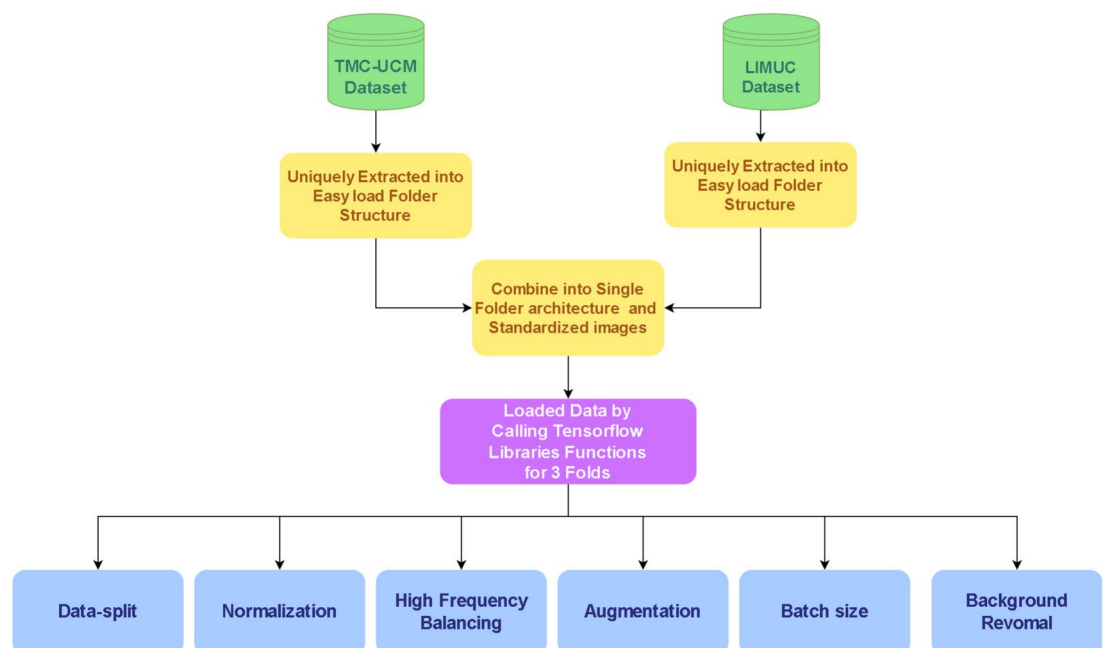 TMC-UCM
Dataset
LIMUC
Dataset
Uniquely Extracted into
Easy load Folder
Structure
Uniquely Extracted into
Easy load Folder
Structure
Combine into Single
Folder architecture and
Standardized images
Loaded Data by
Calling Tensorflow
Libraries Functions
for 3 Folds
Data-split
Normalization
High Frequency
Balancing
Augmentation
Batch size
Background
Revomal